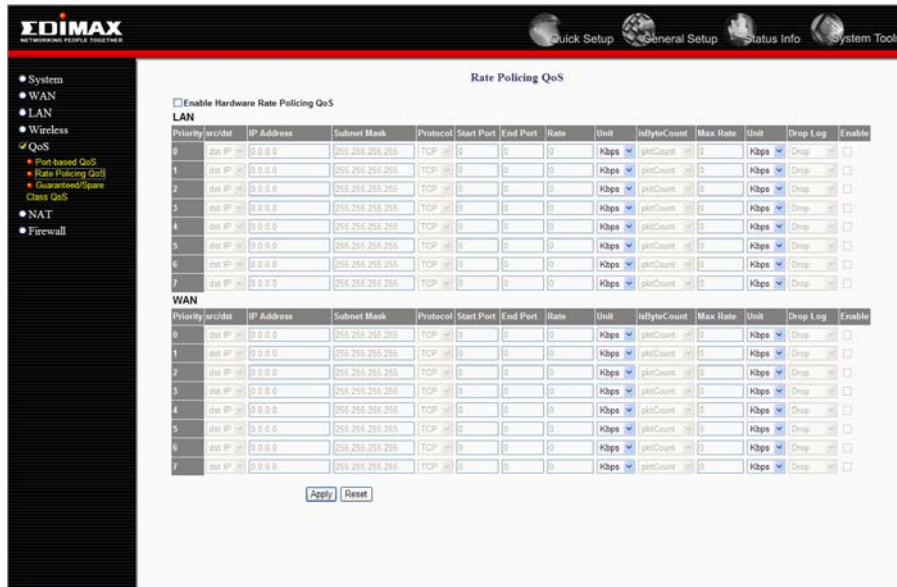 EDIMAX
NETWORKING PEOPLE TOGETHER
Quick Setup General Setup Status Info System Tools
System
WAN
LAN
Wireless
QoS
Port-based QoS
Rate Policing QoS
Guaranteed/Spare
Class QoS
NAT
Firewall
Rate Policing QoS
Enable Hardware Rate Policing QoS
LAN
Priority src/dst IP Address Subnet Mask Protocol Start Port End Port Rate Unit isByteCount Max Rate Unit Drop Log Enable
0 dst IP 0.0.0.0 255.255.255.255 TCP 0 0 0 Kbps pktCount 0 Kbps Drop
1 dst IP 0.0.0.0 255.255.255.255 TCP 0 0 0 Kbps pktCount 0 Kbps Drop
2 dst IP 0.0.0.0 255.255.255.255 TCP 0 0 0 Kbps pktCount 0 Kbps Drop
3 dst IP 0.0.0.0 255.255.255.255 TCP 0 0 0 Kbps pktCount 0 Kbps Drop
4 dst IP 0.0.0.0 255.255.255.255 TCP 0 0 0 Kbps pktCount 0 Kbps Drop
5 dst IP 0.0.0.0 255.255.255.255 TCP 0 0 0 Kbps pktCount 0 Kbps Drop
6 dst IP 0.0.0.0 255.255.255.255 TCP 0 0 0 Kbps pktCount 0 Kbps Drop
7 dst IP 0.0.0.0 255.255.255.255 TCP 0 0 0 Kbps pktCount 0 Kbps Drop
WAN
Priority src/dst IP Address Subnet Mask Protocol Start Port End Port Rate Unit isByteCount Max Rate Unit Drop Log Enable
0 dst IP 0.0.0.0 255.255.255.255 TCP 0 0 0 Kbps pktCount 0 Kbps Drop
1 dst IP 0.0.0.0 255.255.255.255 TCP 0 0 0 Kbps pktCount 0 Kbps Drop
2 dst IP 0.0.0.0 255.255.255.255 TCP 0 0 0 Kbps pktCount 0 Kbps Drop
3 dst IP 0.0.0.0 255.255.255.255 TCP 0 0 0 Kbps pktCount 0 Kbps Drop
4 dst IP 0.0.0.0 255.255.255.255 TCP 0 0 0 Kbps pktCount 0 Kbps Drop
5 dst IP 0.0.0.0 255.255.255.255 TCP 0 0 0 Kbps pktCount 0 Kbps Drop
6 dst IP 0.0.0.0 255.255.255.255 TCP 0 0 0 Kbps pktCount 0 Kbps Drop
7 dst IP 0.0.0.0 255.255.255.255 TCP 0 0 0 Kbps pktCount 0 Kbps Drop
Apply Reset